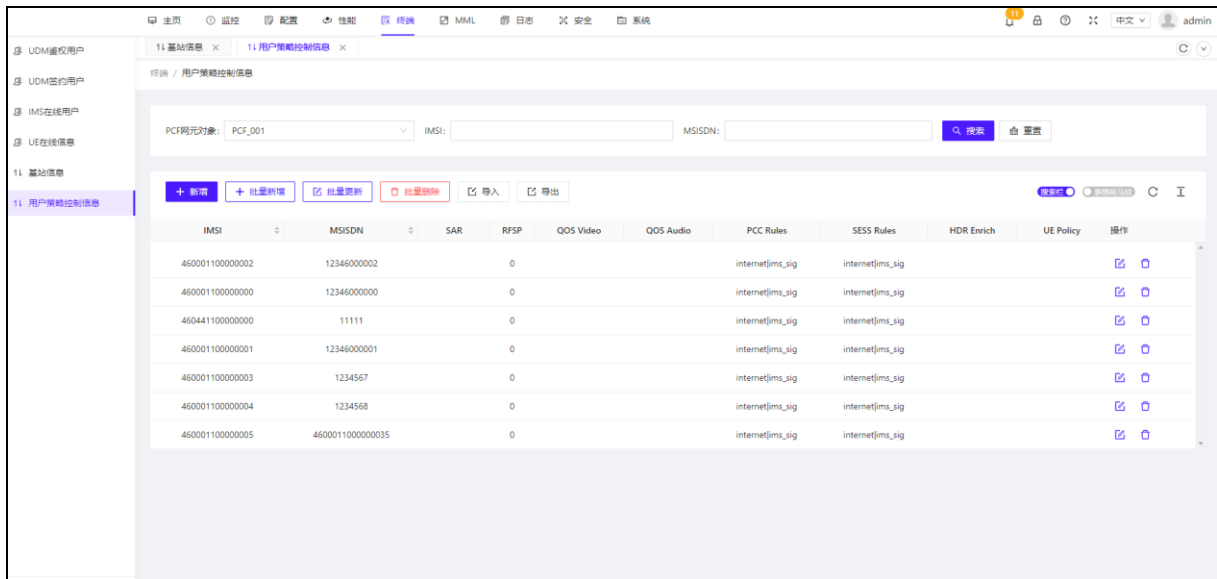 主页 监控 配置 性能 终端 MML 日志 安全 系统 11 中文 admin
UDM鉴权用户
UDM签约用户
IMS在线用户
UE在线信息
基站信息
用户策略控制信息
基站信息 用户策略控制信息
终端 / 用户策略控制信息
PCF网元对象: PCF_001 IMSI: MSISDN: 搜索 重置
新增 批量新增 批量更新 批量删除 导入 导出 搜索栏 表格斑马纹
IMSI MSISDN SAR RFSP QOS Video QOS Audio PCC Rules SESS Rules HDR Enrich UE Policy 操作
460001100000002 12346000002 0 internet|ims_sig internet|ims_sig
460001100000000 12346000000 0 internet|ims_sig internet|ims_sig
460441100000000 11111 0 internet|ims_sig internet|ims_sig
460001100000001 12346000001 0 internet|ims_sig internet|ims_sig
460001100000003 1234567 0 internet|ims_sig internet|ims_sig
460001100000004 1234568 0 internet|ims_sig internet|ims_sig
460001100000005 4600011000000035 0 internet|ims_sig internet|ims_sig